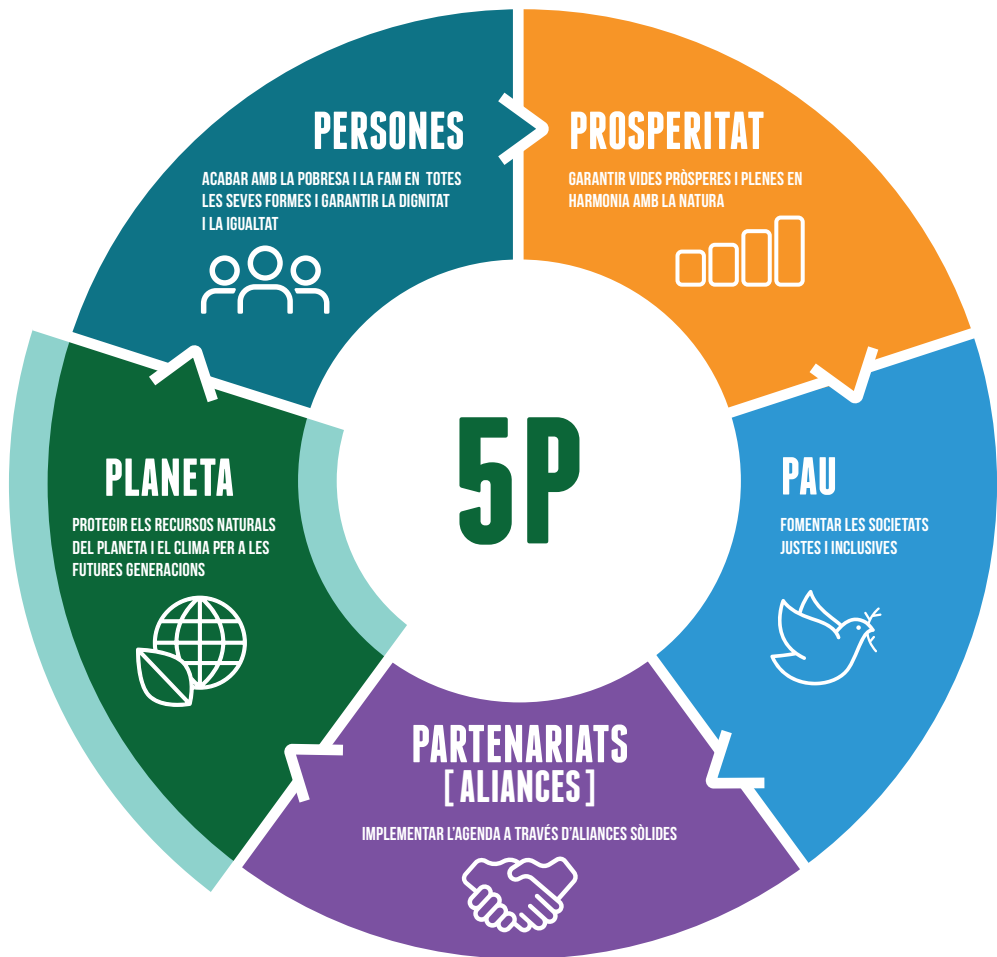 PERSONES
ACABAR AMB LA POBRESA I LA FAM EN TOTES
LES SEVES FORMES I GARANTIR LA DIGNITAT
I LA IGUALTAT
PROSPERITAT
GARANTIR VIDES PRÒSPERES I PLENES EN
HARMONIA AMB LA NATURA
5P
PLANETA
PROTEGIR ELS RECURSOS NATURALS
DEL PLANETA I EL CLIMA PER A LES
FUTURES GENERACIONS
PAU
FOMENTAR LES SOCIETATS
JUSTES I INCLUSIVES
PARTENARIATS
[ALIANCES]
IMPLEMENTAR L'AGENDA A TRAVÉS D'ALIANCES SÒLIDES